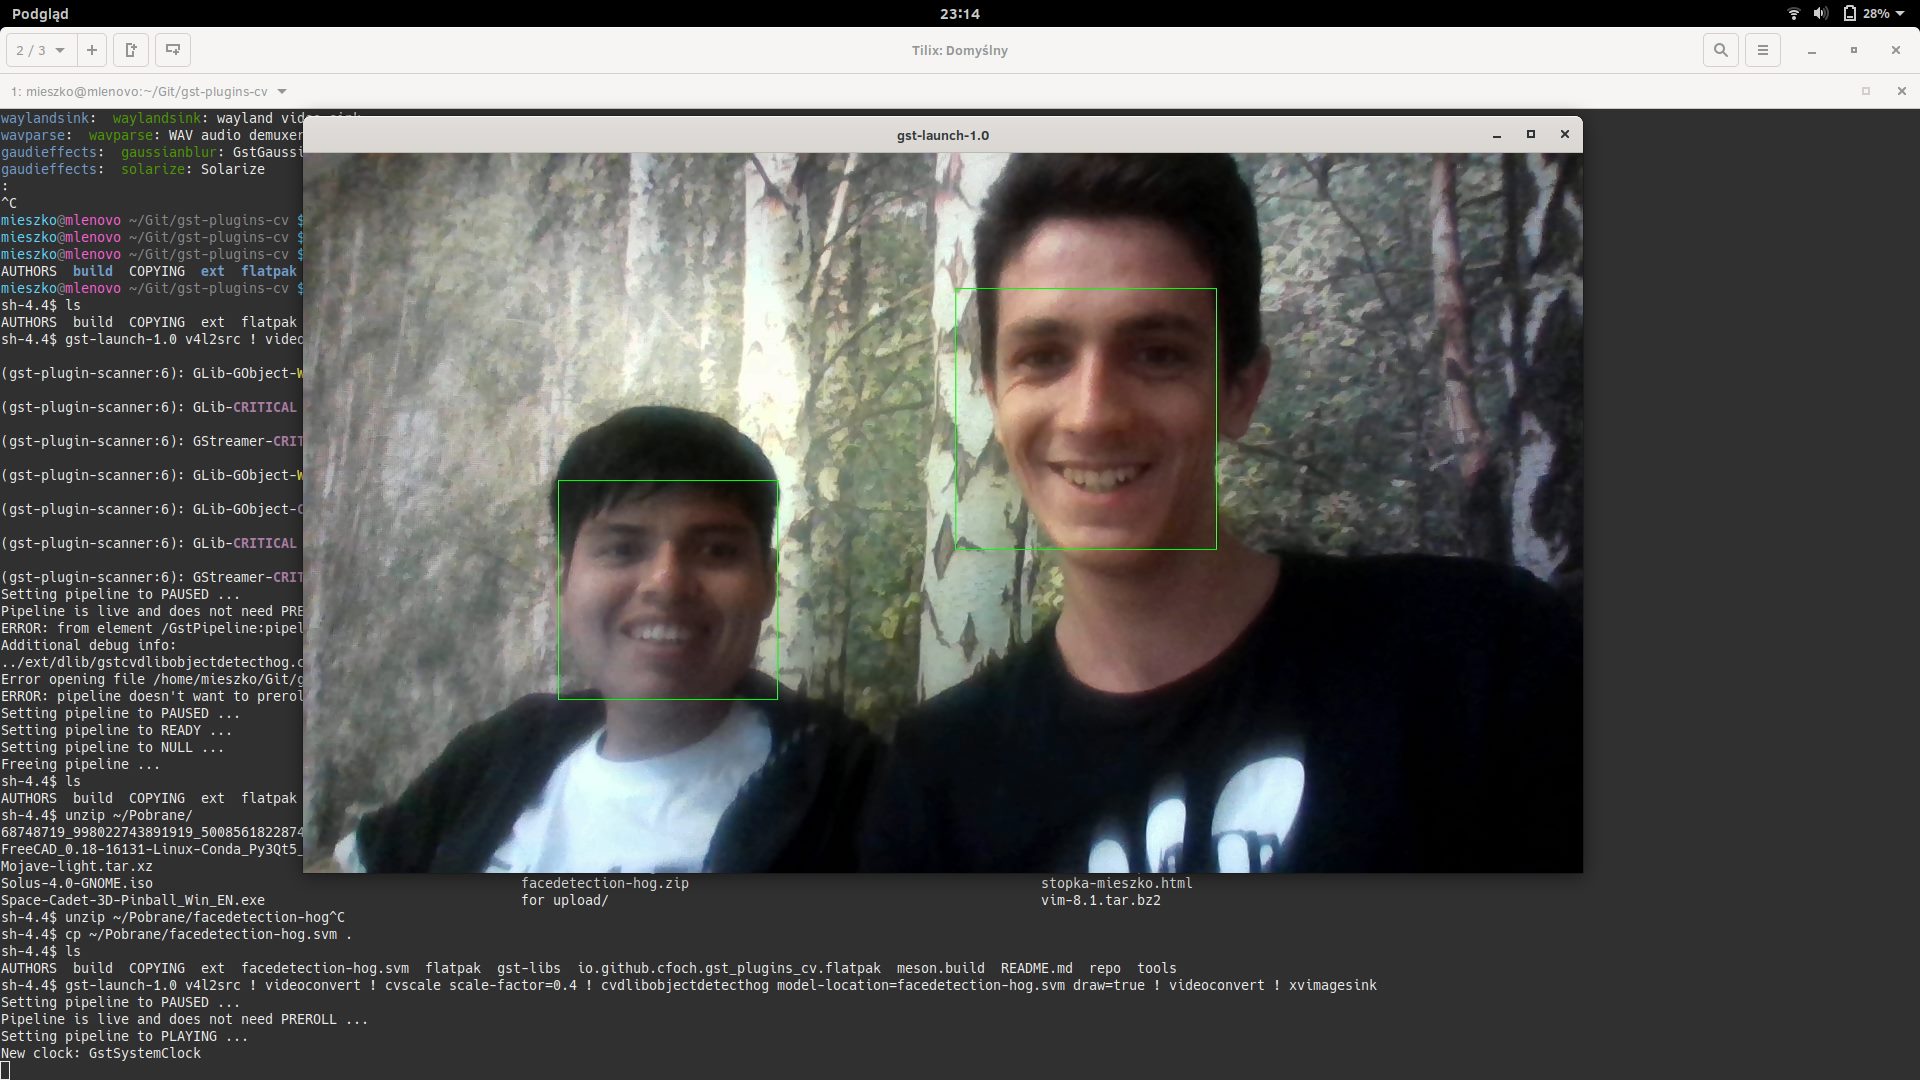 Podgląd
23:14
28%
2 / 3
Tilix: Domyślny
1: mieszko@mlenovo:~/Git/gst-plugins-cv
waylandsink:  waylandsink: wayland
wavparse:  wavparse: WAV audio demuxer
gst-launch-1.0
gaudieffects:  gaussianblur:
gaudieffects:  solarize: Solarize
:
^C
mieszko@mlenovo ~/Git/gst-plugins-cv $
mieszko@mlenovo ~/Git/gst-plugins-cv $
mieszko@mlenovo ~/Git/gst-plugins-cv $
AUTHORS  build  COPYING  ext  flatpak
mieszko@mlenovo ~/Git/gst-plugins-cv $
sh-4.4$ ls
AUTHORS  build  COPYING  ext  flatpak
sh-4.4$ gst-launch-1.0 v4l2src ! video
(gst-plugin-scanner:6): GLib-GObject-W
(gst-plugin-scanner:6): GLib-CRITICAL
(gst-plugin-scanner:6): GStreamer-CRIT
(gst-plugin-scanner:6): GLib-GObject-W
(gst-plugin-scanner:6): GLib-GObject-C
(gst-plugin-scanner:6): GLib-CRITICAL
(gst-plugin-scanner:6): GStreamer-CRIT
Setting pipeline to PAUSED ...
Pipeline is live and does not need PRE
ERROR: from element /GstPipeline:pipel
Additional debug info:
../ext/dlib/gstcvdlibobjectdetecthog.c
Error opening file /home/mieszko/Git/g
ERROR: pipeline doesn't want to prerol
Setting pipeline to PAUSED ...
Setting pipeline to READY ...
Setting pipeline to NULL ...
Freeing pipeline ...
sh-4.4$ ls
AUTHORS  build  COPYING  ext  flatpak
sh-4.4$ unzip ~/Pobrane/
68748719_998022743891919_5008561822874
FreeCAD_0.18-16131-Linux-Conda_Py3Qt5_
Mojave-light.tar.xz
Solus-4.0-GNOME.iso facedetection-hog.zip stopka-mieszko.html
Space-Cadet-3D-Pinball_Win_EN.exe for upload/ vim-8.1.tar.bz2
sh-4.4$ unzip ~/Pobrane/facedetection-hog^C
sh-4.4$ cp ~/Pobrane/facedetection-hog.svm .
sh-4.4$ ls
AUTHORS  build  COPYING  ext  facedetection-hog.svm  flatpak  gst-libs  io.github.cfoch.gst_plugins_cv.flatpak  meson.build  README.md  repo  tools
sh-4.4$ gst-launch-1.0 v4l2src ! videoconvert ! cvscale scale-factor=0.4 ! cvdlibobjectdetecthog model-location=facedetection-hog.svm draw=true ! videoconvert ! xvimagesink
Setting pipeline to PAUSED ...
Pipeline is live and does not need PREROLL ...
Setting pipeline to PLAYING ...
New clock: GstSystemClock